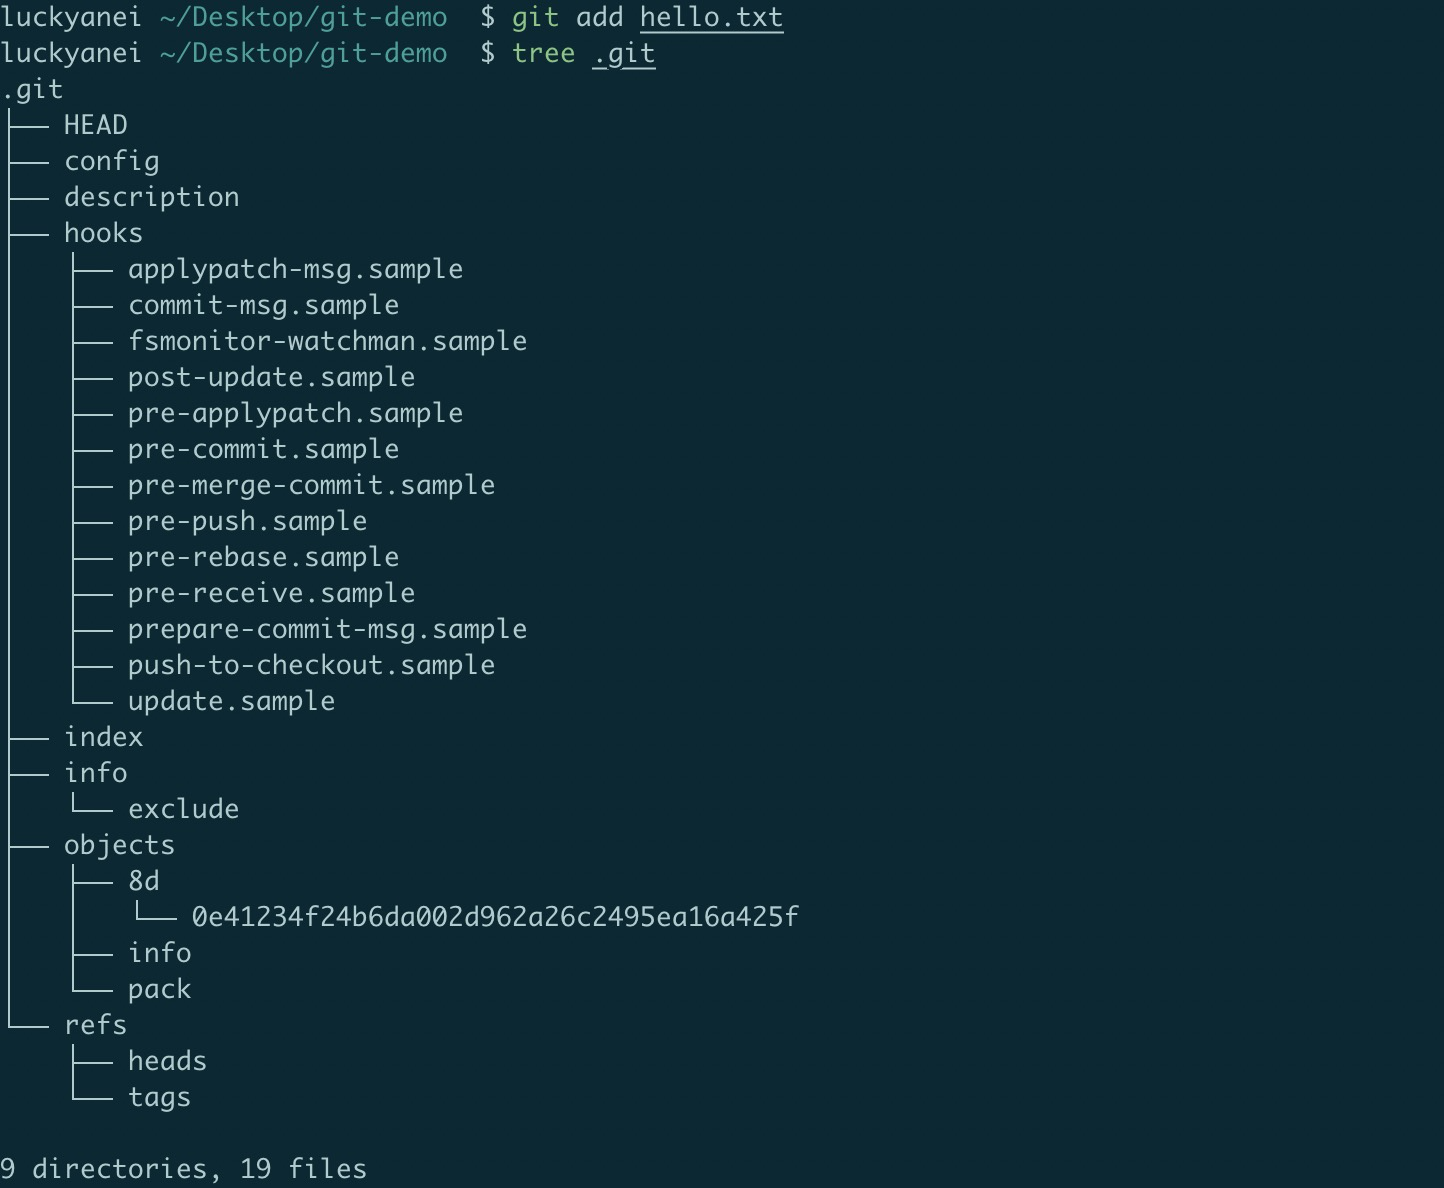 luckyanei ~/Desktop/git-demo  $ git add hello.txt
luckyanei ~/Desktop/git-demo  $ tree .git
.git
├── HEAD
├── config
├── description
├── hooks
│   ├── applypatch-msg.sample
│   ├── commit-msg.sample
│   ├── fsmonitor-watchman.sample
│   ├── post-update.sample
│   ├── pre-applypatch.sample
│   ├── pre-commit.sample
│   ├── pre-merge-commit.sample
│   ├── pre-push.sample
│   ├── pre-rebase.sample
│   ├── pre-receive.sample
│   ├── prepare-commit-msg.sample
│   ├── push-to-checkout.sample
│   └── update.sample
├── index
├── info
│   └── exclude
├── objects
│   ├── 8d
│   │   └── 0e41234f24b6da002d962a26c2495ea16a425f
│   ├── info
│   └── pack
└── refs
    ├── heads
    └── tags

9 directories, 19 files